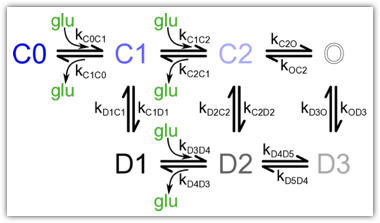 glu glu
kC0C1 kC1C2 kC2O
C0 C1 C2 O
kC1C0 kC2C1 kOC2
glu glu
kD1C1 kC1D1 glu kD2C2 kC2D2 kD3O kOD3
kD3D4 kD4D5
D1 D2 D3
kD4D3 kD5D4
glu